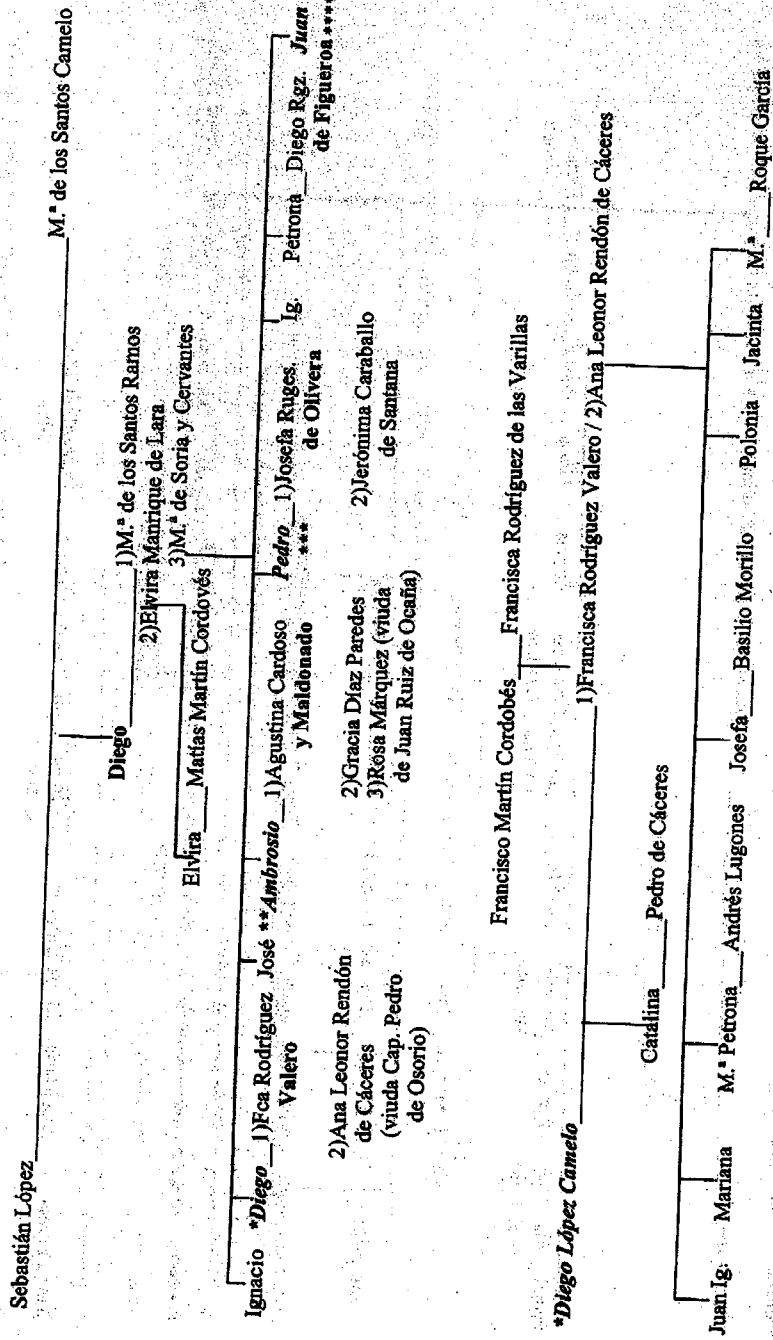 Sebastián López M.ª de los Santos Camelo
Diego 1)M.ª de los Santos Ramos
2)Elvira Manrique de Lara
3)M.ª de Soria y Cervantes
Elvira Matías Martín Cordovés
Ignacio *Diego 1)Fca Rodríguez José **Ambrosio 1)Agustina Cardoso Pedro 1)Josefa Ruges, Ig. Petrona Diego Rgz. Juan
Valero y Maldonado *** de Olivera de Figueroa ****
2)Ana Leonor Rendón 2)Gracia Díaz Paredes 2)Jerónima Caraballo
de Cáceres 3)Rosa Márquez (viuda de Santana
(viuda Cap. Pedro de Juan Ruiz de Ocaña)
de Osorio)
Francisco Martín Cordobés Francisca Rodríguez de las Varillas
*Diego López Camelo 1)Francisca Rodríguez Valero / 2)Ana Leonor Rendón de Cáceres
Catalina Pedro de Cáceres
Juan Ig. Mariana M.ª Petrona Andrés Lugones Josefa Basilio Morillo Polonia Jacinta M.ª Roque García